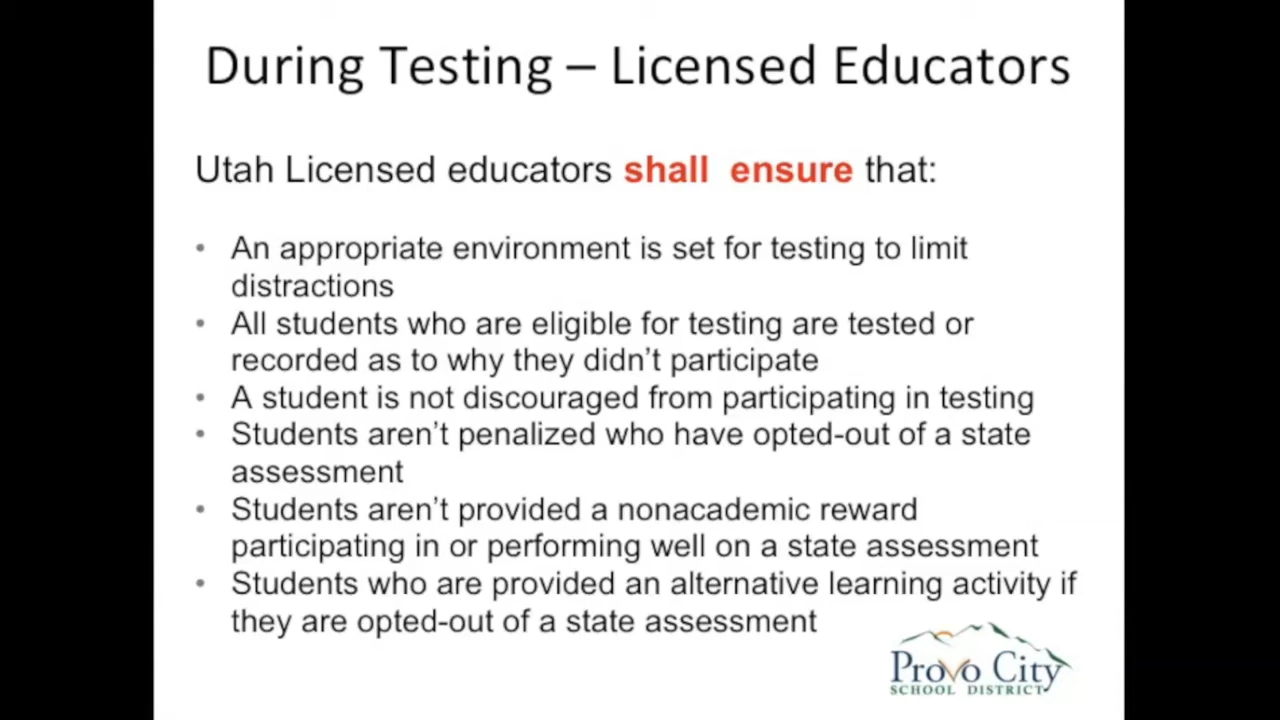 During Testing – Licensed Educators
Utah Licensed educators shall ensure that:
• An appropriate environment is set for testing to limit
distractions
• All students who are eligible for testing are tested or
recorded as to why they didn't participate
• A student is not discouraged from participating in testing
• Students aren't penalized who have opted-out of a state
assessment
• Students aren't provided a nonacademic reward
participating in or performing well on a state assessment
• Students who are provided an alternative learning activity if
they are opted-out of a state assessment
Provo City
SCHOOL DISTRICT